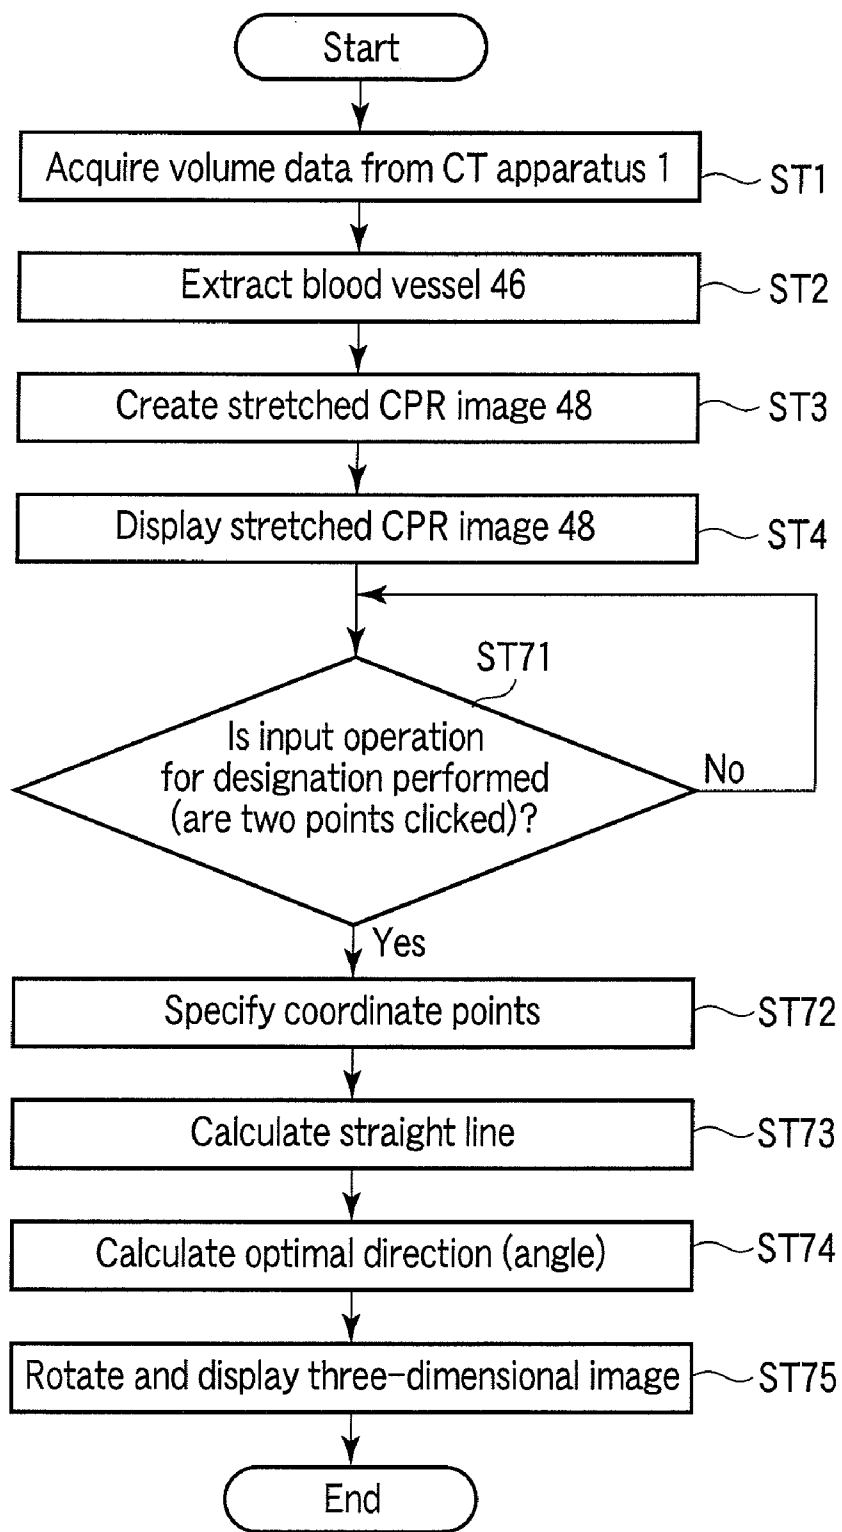 Start
Acquire volume data from CT apparatus 1
ST1
Extract blood vessel 46
ST2
Create stretched CPR image 48
ST3
Display stretched CPR image 48
ST4
ST71
Is input operation
for designation performed
(are two points clicked)?
No
Yes
Specify coordinate points
ST72
Calculate straight line
ST73
Calculate optimal direction (angle)
ST74
Rotate and display three-dimensional image
ST75
End